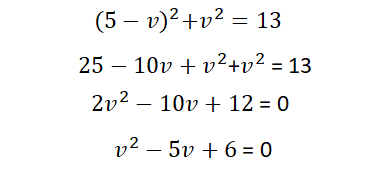 (5 − 𝑣)²+𝑣² = 13
25 − 10𝑣 + 𝑣²+𝑣² = 13
2𝑣² − 10𝑣 + 12 = 0
𝑣² − 5𝑣 + 6 = 0